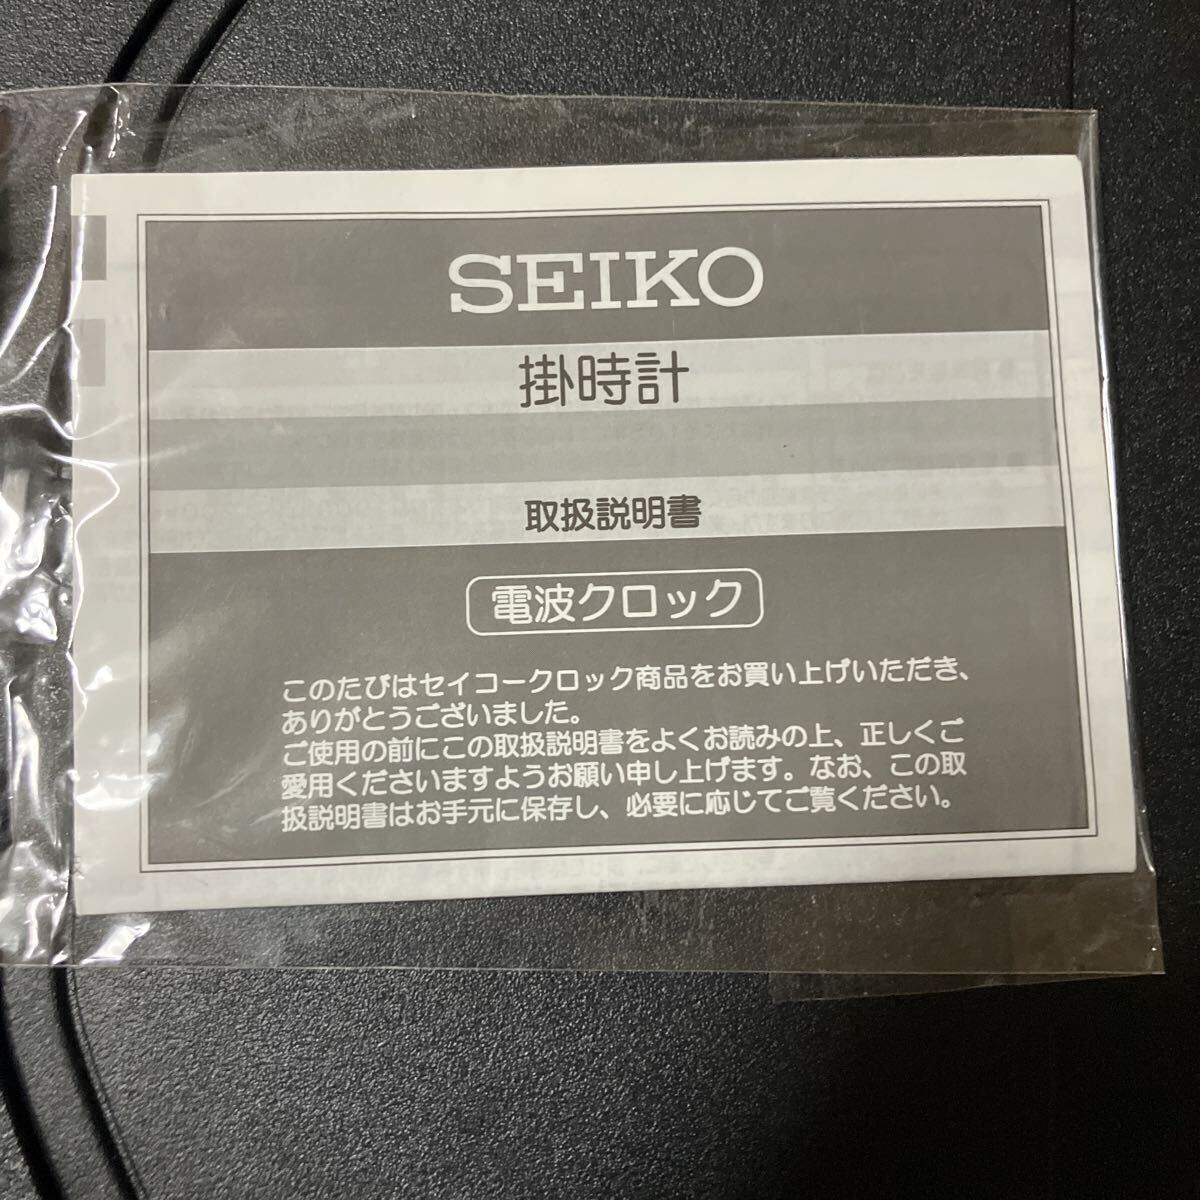 SEIKO
掛時計
取扱説明書
電波クロック
このたびはセイコークロック商品をお買い上げいただき、
ありがとうございました。
ご使用の前にこの取扱説明書をよくお読みの上、正しくご
愛用くださいますようお願い申し上げます。なお、この取
扱説明書はお手元に保存し、必要に応じてご覧ください。